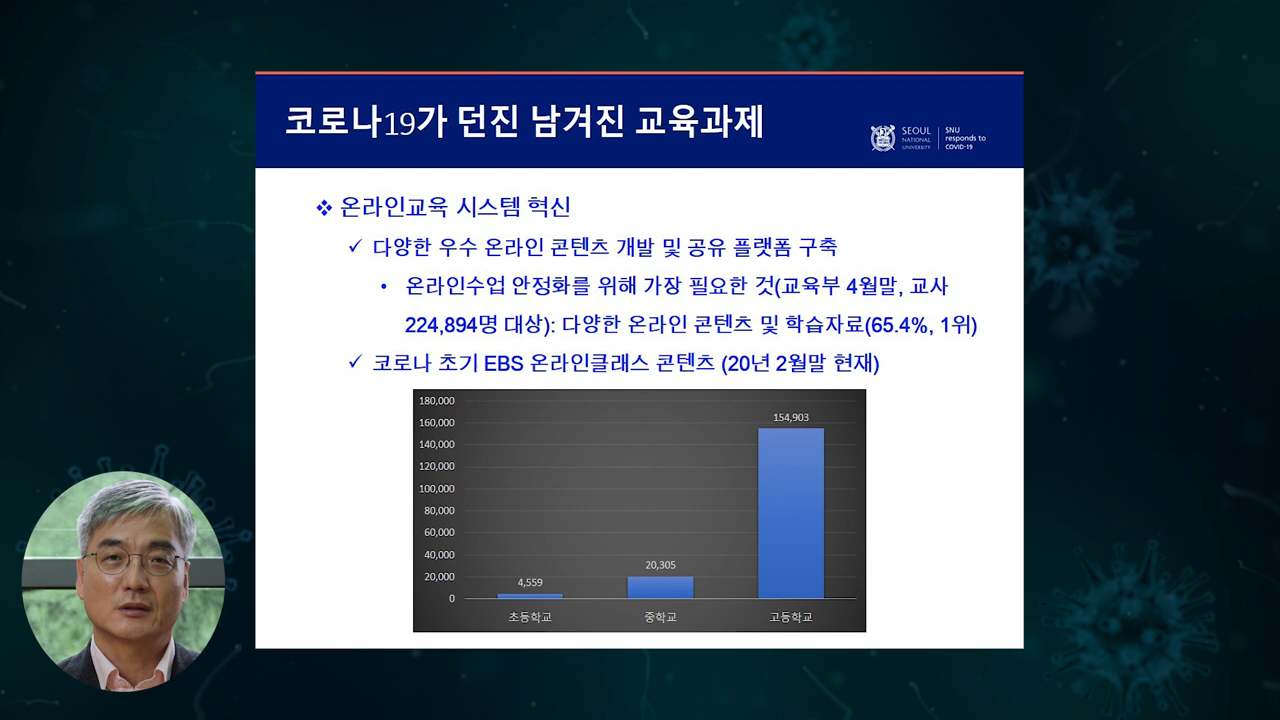 코로나19가 던진 남겨진 교육과제
SEOUL
NATIONAL
UNIVERSITY
SNU
responds to
COVID-19
❖ 온라인교육 시스템 혁신
✓ 다양한 우수 온라인 콘텐츠 개발 및 공유 플랫폼 구축
• 온라인수업 안정화를 위해 가장 필요한 것(교육부 4월말, 교사
224,894명 대상): 다양한 온라인 콘텐츠 및 학습자료(65.4%, 1위)
✓ 코로나 초기 EBS 온라인클래스 콘텐츠 (20년 2월말 현재)
180,000
160,000
140,000
120,000
100,000
80,000
60,000
40,000
20,000
0
4,559
20,305
154,903
초등학교
중학교
고등학교